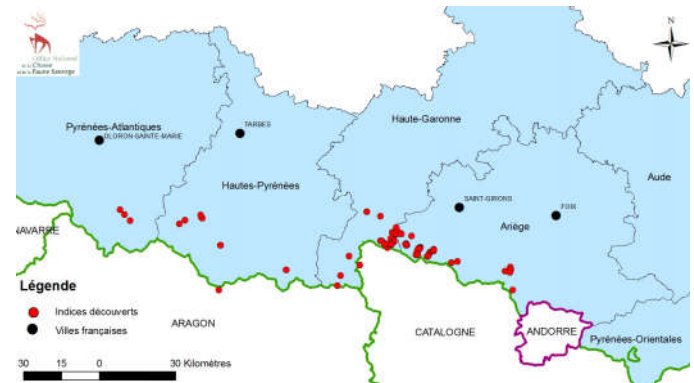 Office National
de la Chasse
et de la Faune Sauvage
N
Haute-Garonne
TARBES
Pyrénées-Atlantiques
OLORON-SAINTE-MARIE
Aude
Hautes-Pyrénées
SAINT-GIRONS
FOIX
Ariège
NAVARRE
Légende
Indices découverts
Villes françaises
ARAGON
CATALOGNE
ANDORRE
Pyrénées-Orientales
30 15 0 30 Kilomètres